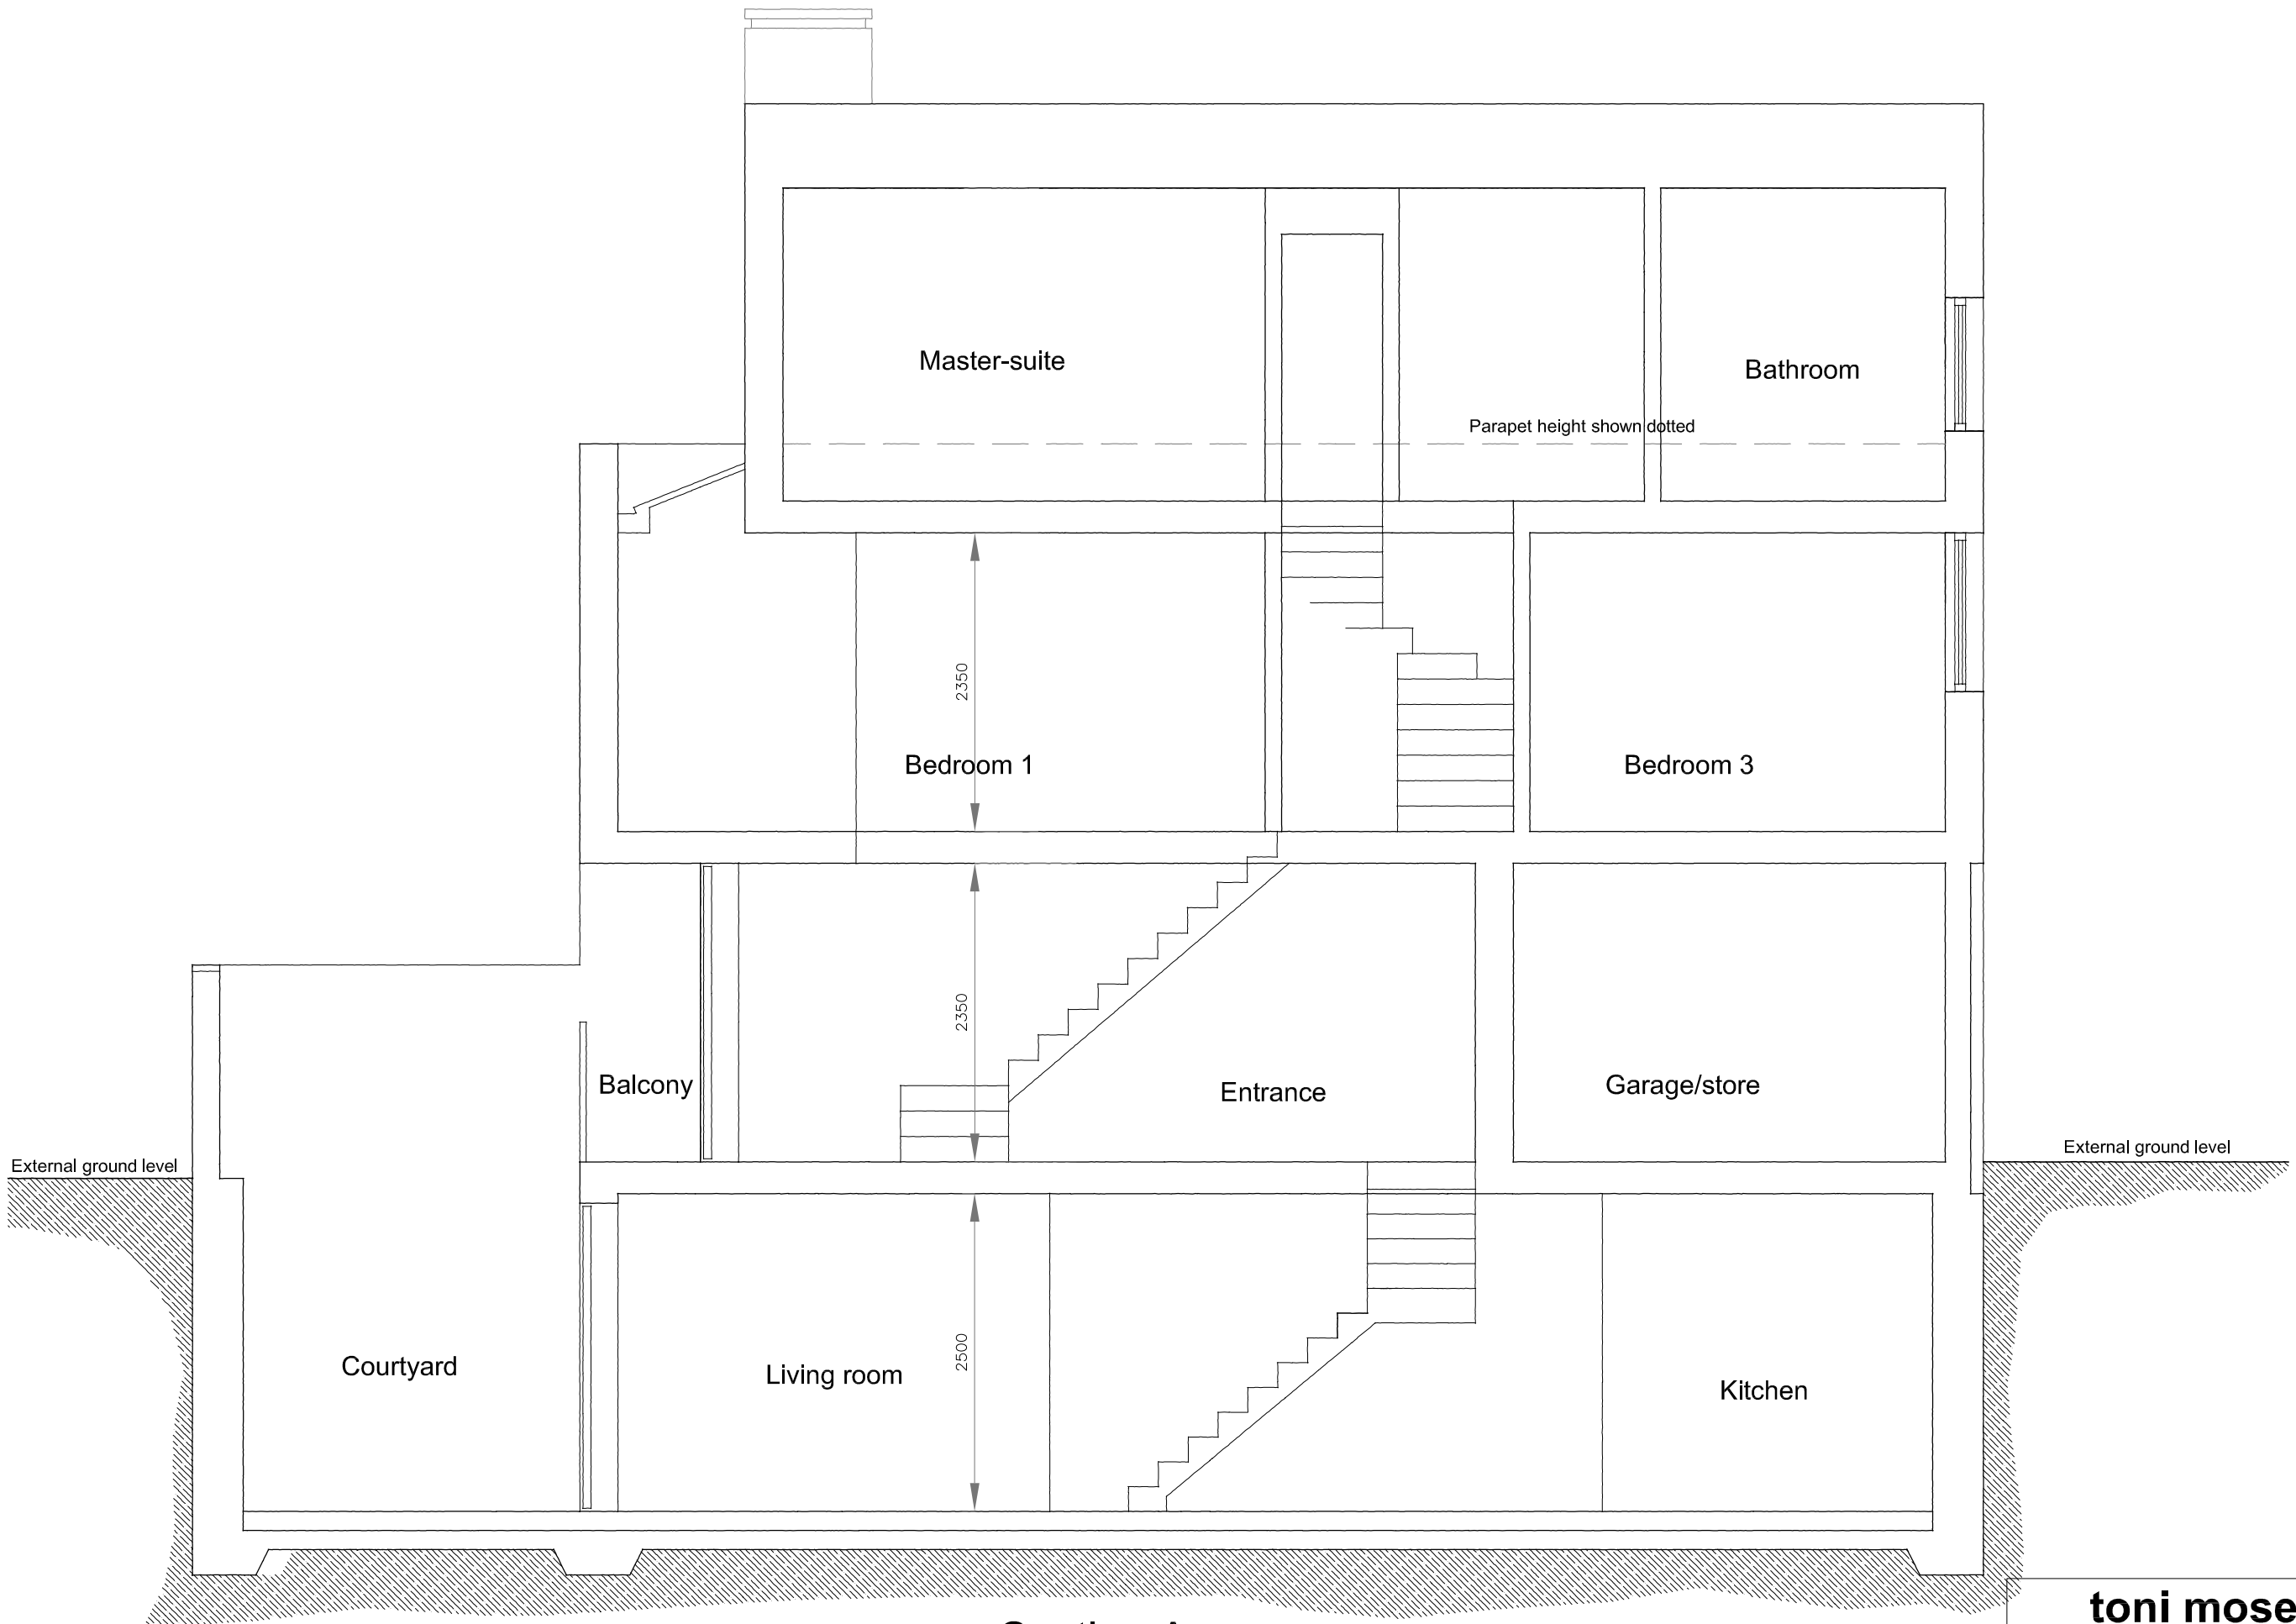 Master-suite
Bathroom
Parapet height shown dotted
2350
Bedroom 1
Bedroom 3
2350
Balcony
Entrance
Garage/store
External ground level
External ground level
2500
Courtyard
Living room
Kitchen
toni mose